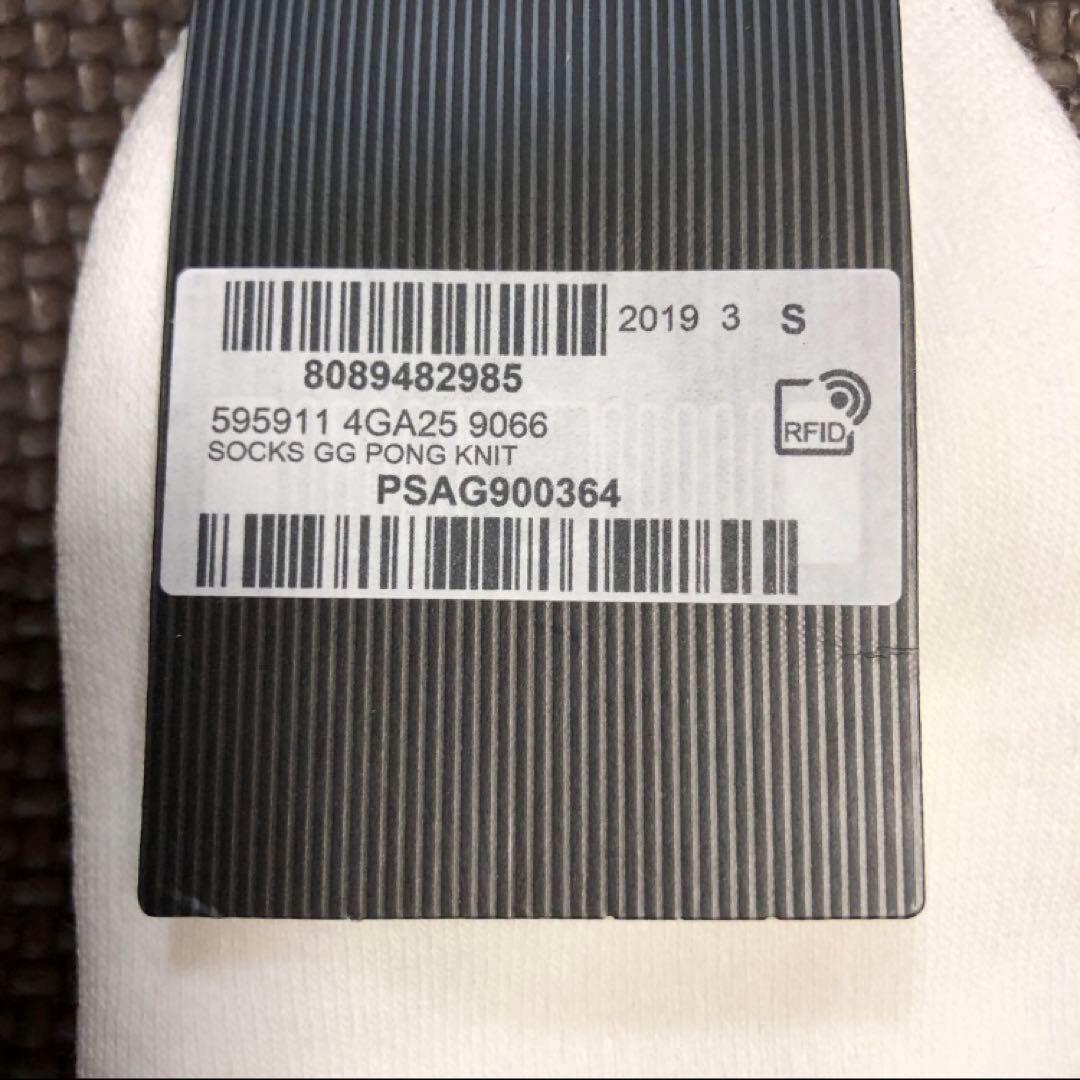 2019 3 S
8089482985
595911 4GA25 9066
SOCKS GG PONG KNIT
RFID
PSAG900364